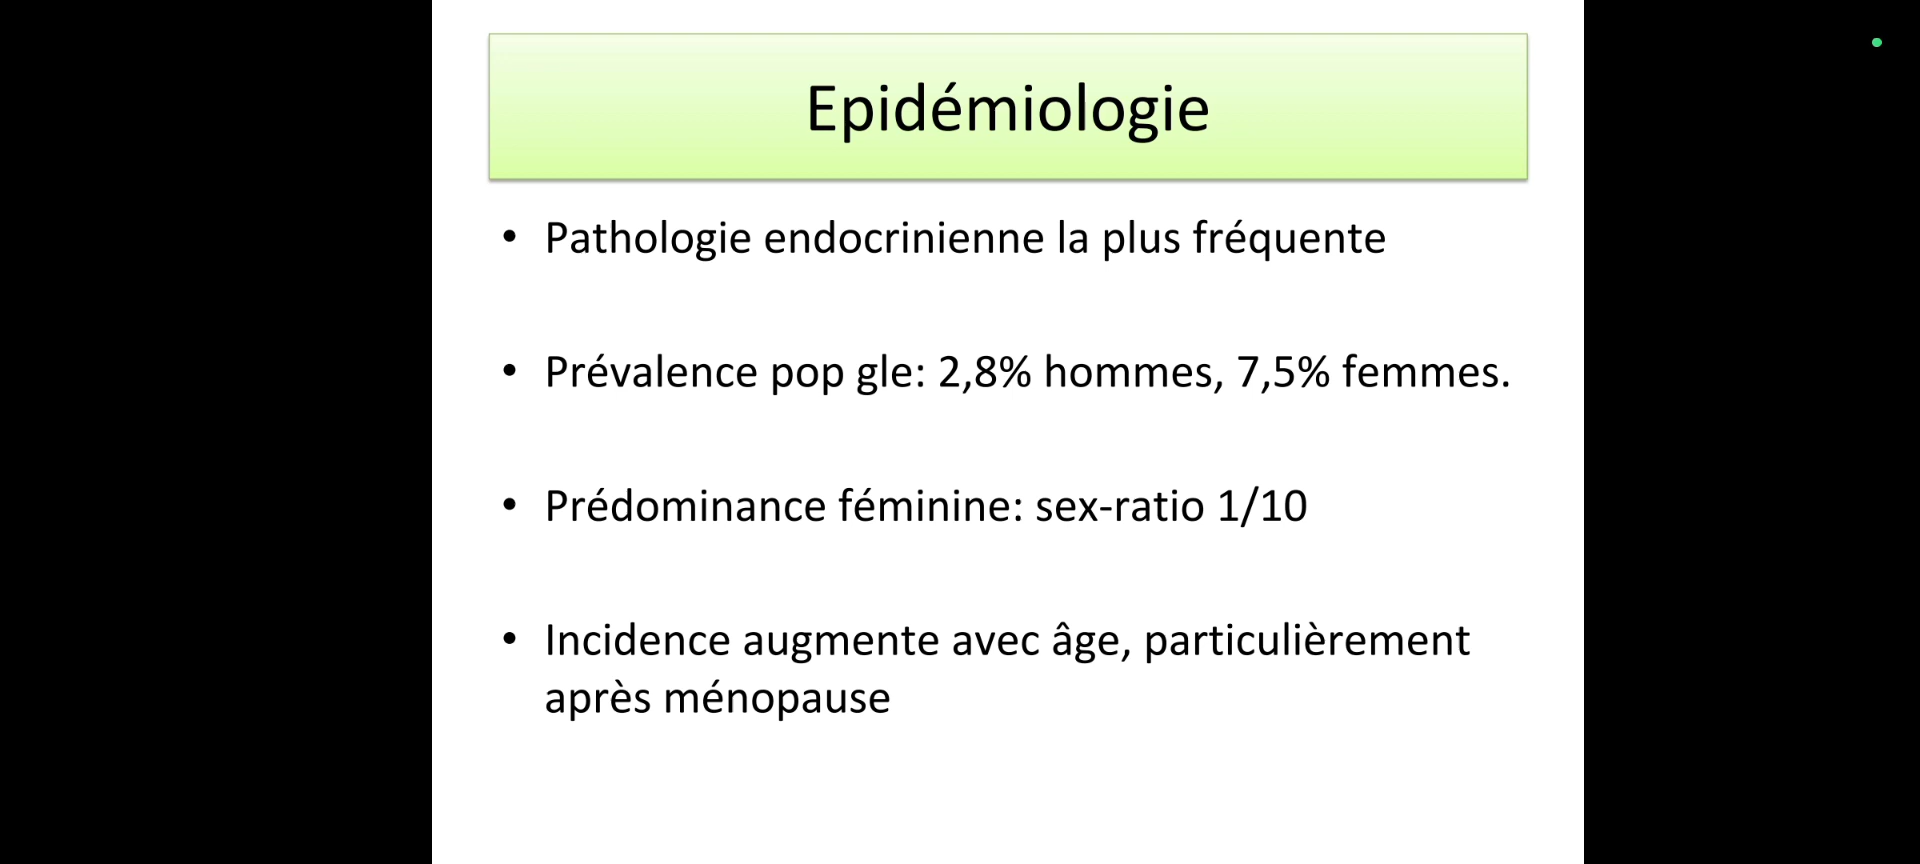 Epidémiologie
• Pathologie endocrinienne la plus fréquente
• Prévalence pop gle: 2,8% hommes, 7,5% femmes.
• Prédominance féminine: sex-ratio 1/10
• Incidence augmente avec âge, particulièrement
après ménopause